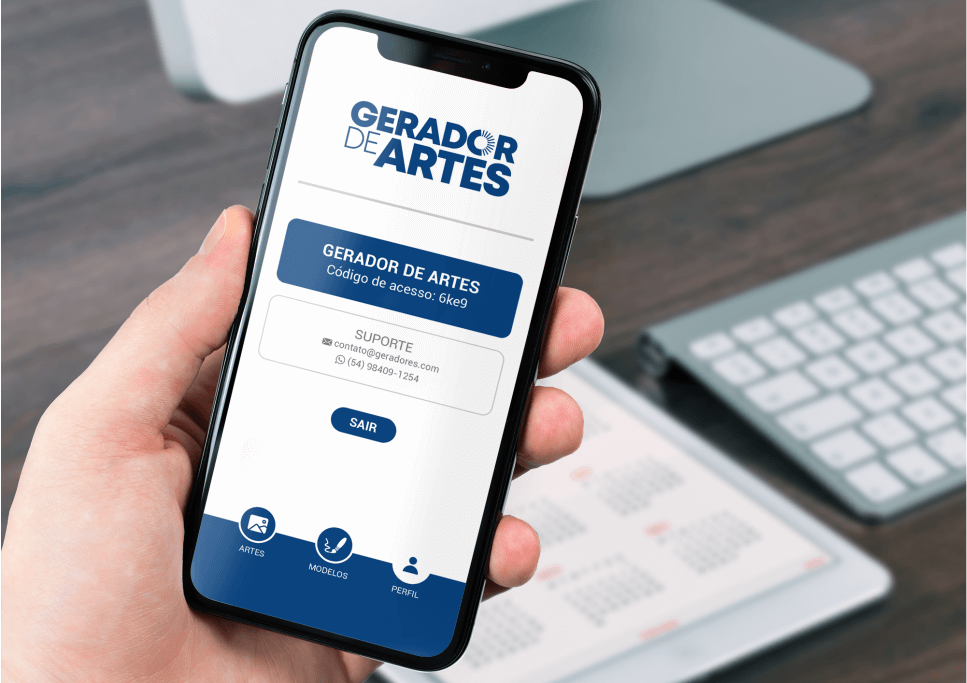 GERADOR
DE ARTES
GERADOR DE ARTES
Código de acesso: 6ke9
SUPORTE
contato@geradores.com
(54) 98409-1254
SAIR
ARTES
MODELOS
PERFIL